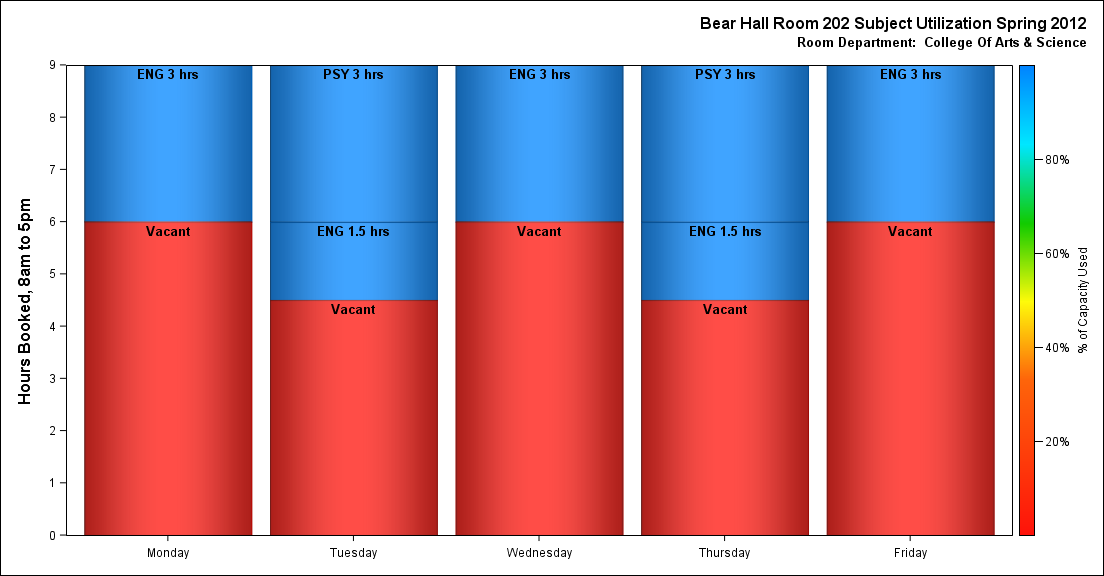 Bear Hall Room 202 Subject Utilization Spring 2012
Room Department:  College Of Arts & Science
Hours Booked, 8am to 5pm
9
8
7
6
5
4
3
2
1
0
ENG 3 hrs
Vacant
PSY 3 hrs
ENG 1.5 hrs
Vacant
ENG 3 hrs
Vacant
PSY 3 hrs
ENG 1.5 hrs
Vacant
ENG 3 hrs
Vacant
Monday
Tuesday
Wednesday
Thursday
Friday
80%
60%
40%
20%
% of Capacity Used